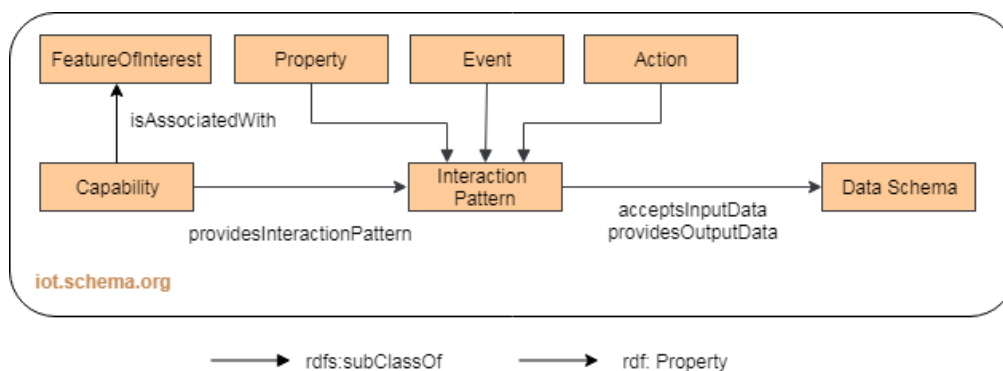 FeatureOfInterest
Property
Event
Action
isAssociatedWith
Capability
Interaction
Pattern
Data Schema
providesInteractionPattern
acceptsInputData
providesOutputData
iot.schema.org
rdfs:subClassOf
rdf: Property